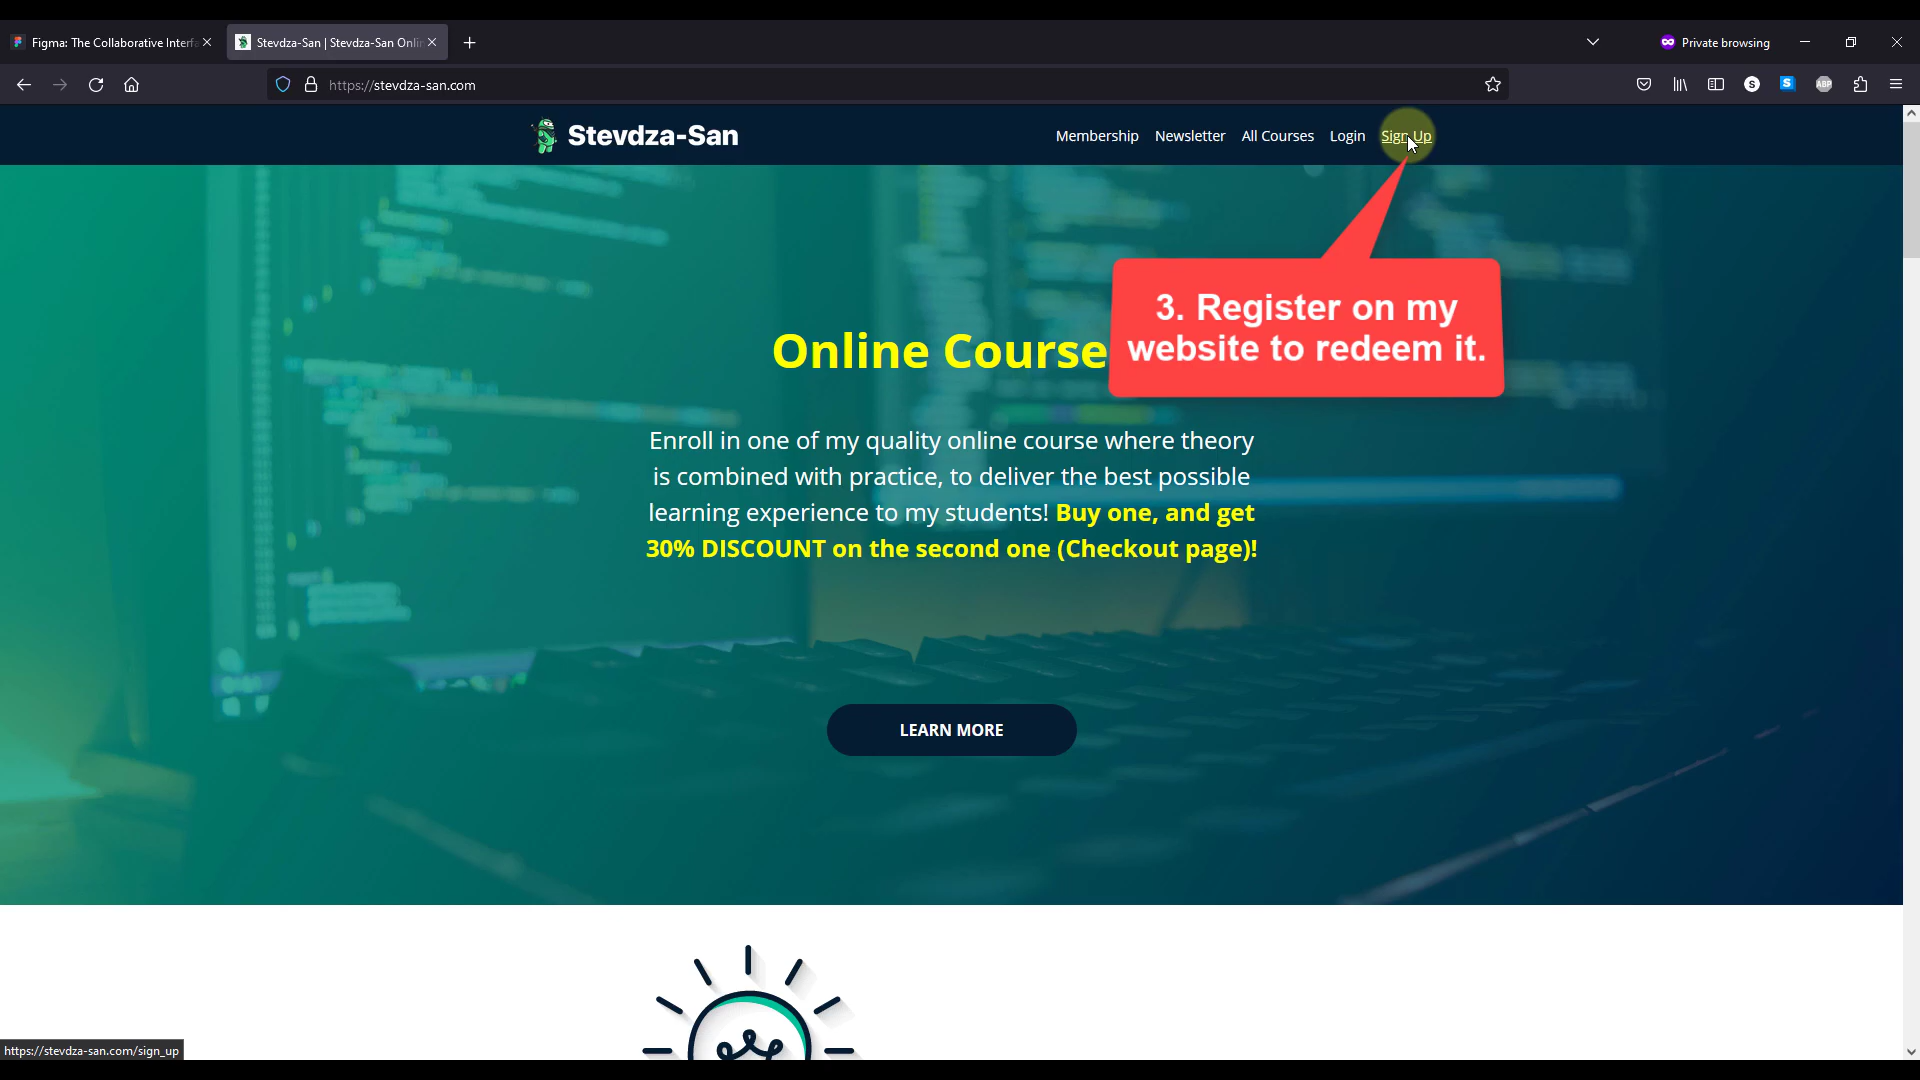 Figma: The Collaborative Interfa
Stevdza-San | Stevdza-San Onlin
Private browsing
https://stevdza-san.com
S
S
ABP
Stevdza-San
Membership
Newsletter
All Courses
Login
Sign Up
3. Register on my
website to redeem it.
Online Course
Enroll in one of my quality online course where theory
is combined with practice, to deliver the best possible
learning experience to my students! Buy one, and get
30% DISCOUNT on the second one (Checkout page)!
LEARN MORE
https://stevdza-san.com/sign_up